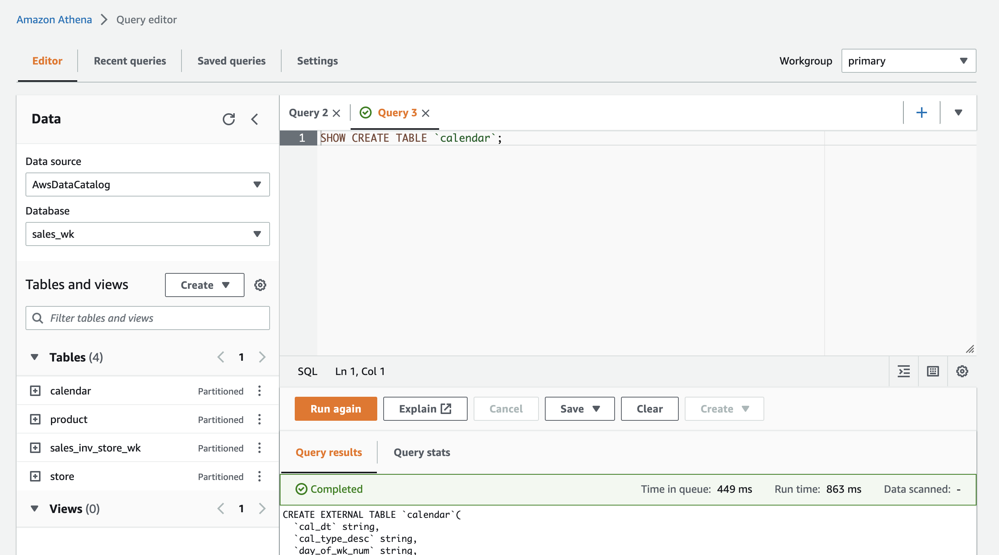 Amazon Athena > Query editor
Editor Recent queries Saved queries Settings Workgroup primary
Data
Data source
AwsDataCatalog
Database
sales_wk
Tables and views Create
Filter tables and views
Tables (4) 1
calendar Partitioned
product Partitioned
sales_inv_store_wk Partitioned
store Partitioned
Views (0) 1
Query 2 Query 3
1 SHOW CREATE TABLE `calendar`;
SQL Ln 1, Col 1
Run again Explain Cancel Save Clear Create
Query results Query stats
Completed Time in queue: 449 ms Run time: 863 ms Data scanned: -
CREATE EXTERNAL TABLE `calendar`(
`cal_dt` string,
`cal_type_desc` string,
`day_of_wk_num` string,